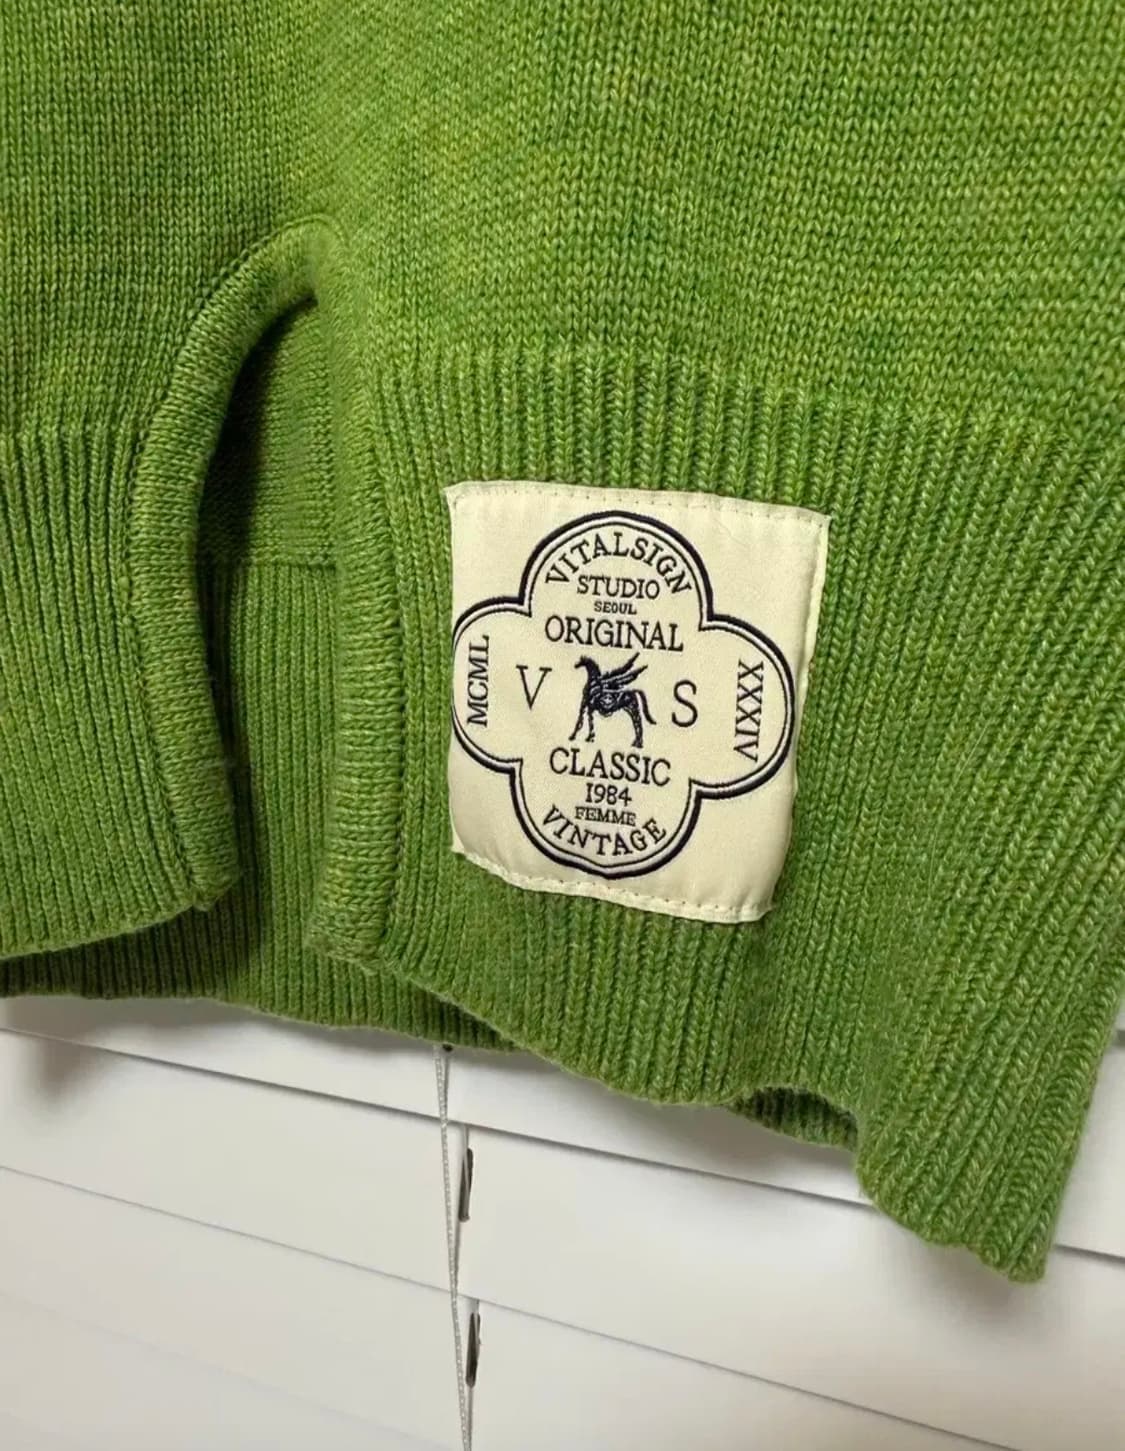 VITALSIGN
STUDIO
SEOUL
ORIGINAL
MCML
V S
XXXIV
CLASSIC
1984
FEMME
VINTAGE